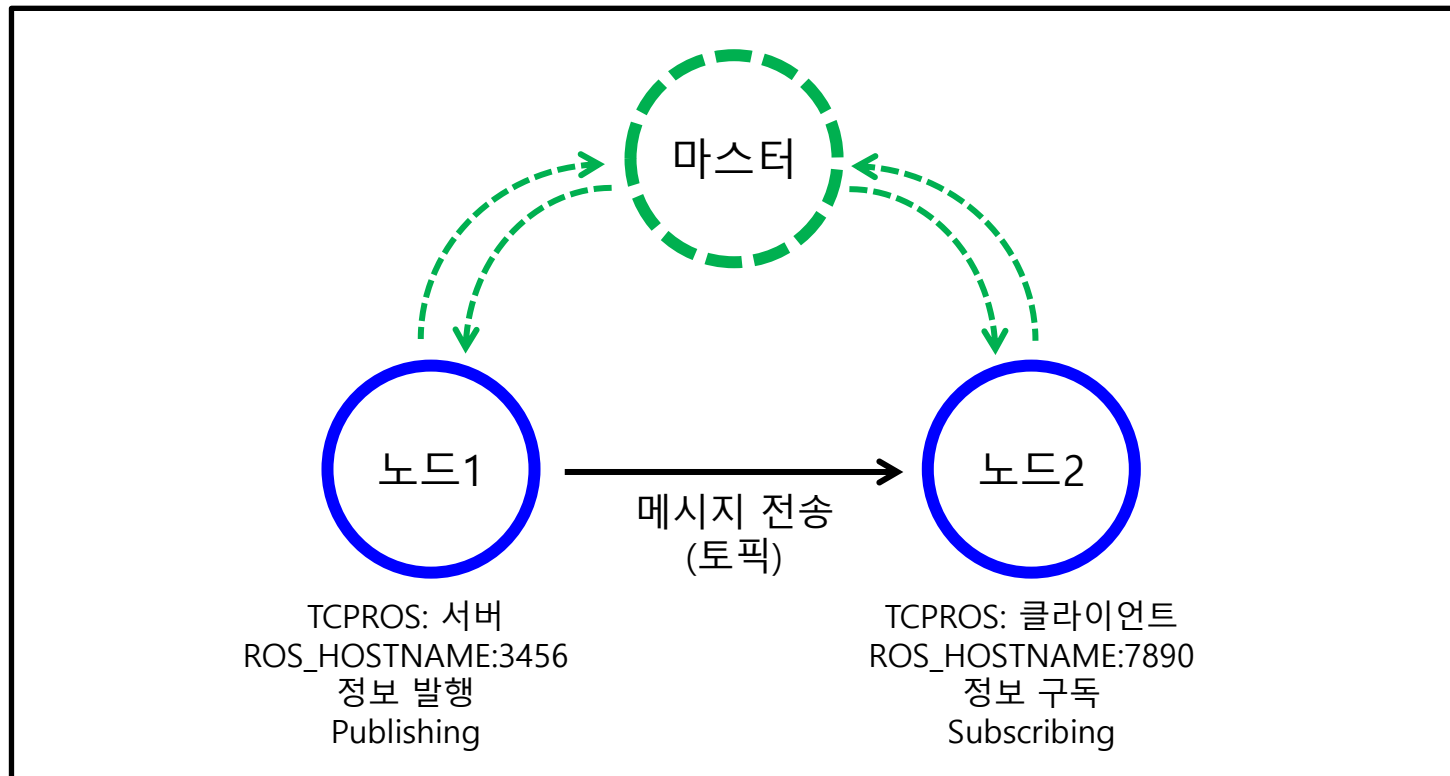 마스터
노드1
노드2
메시지 전송
(토픽)
TCPROS: 서버
ROS_HOSTNAME:3456
정보 발행
Publishing
TCPROS: 클라이언트
ROS_HOSTNAME:7890
정보 구독
Subscribing